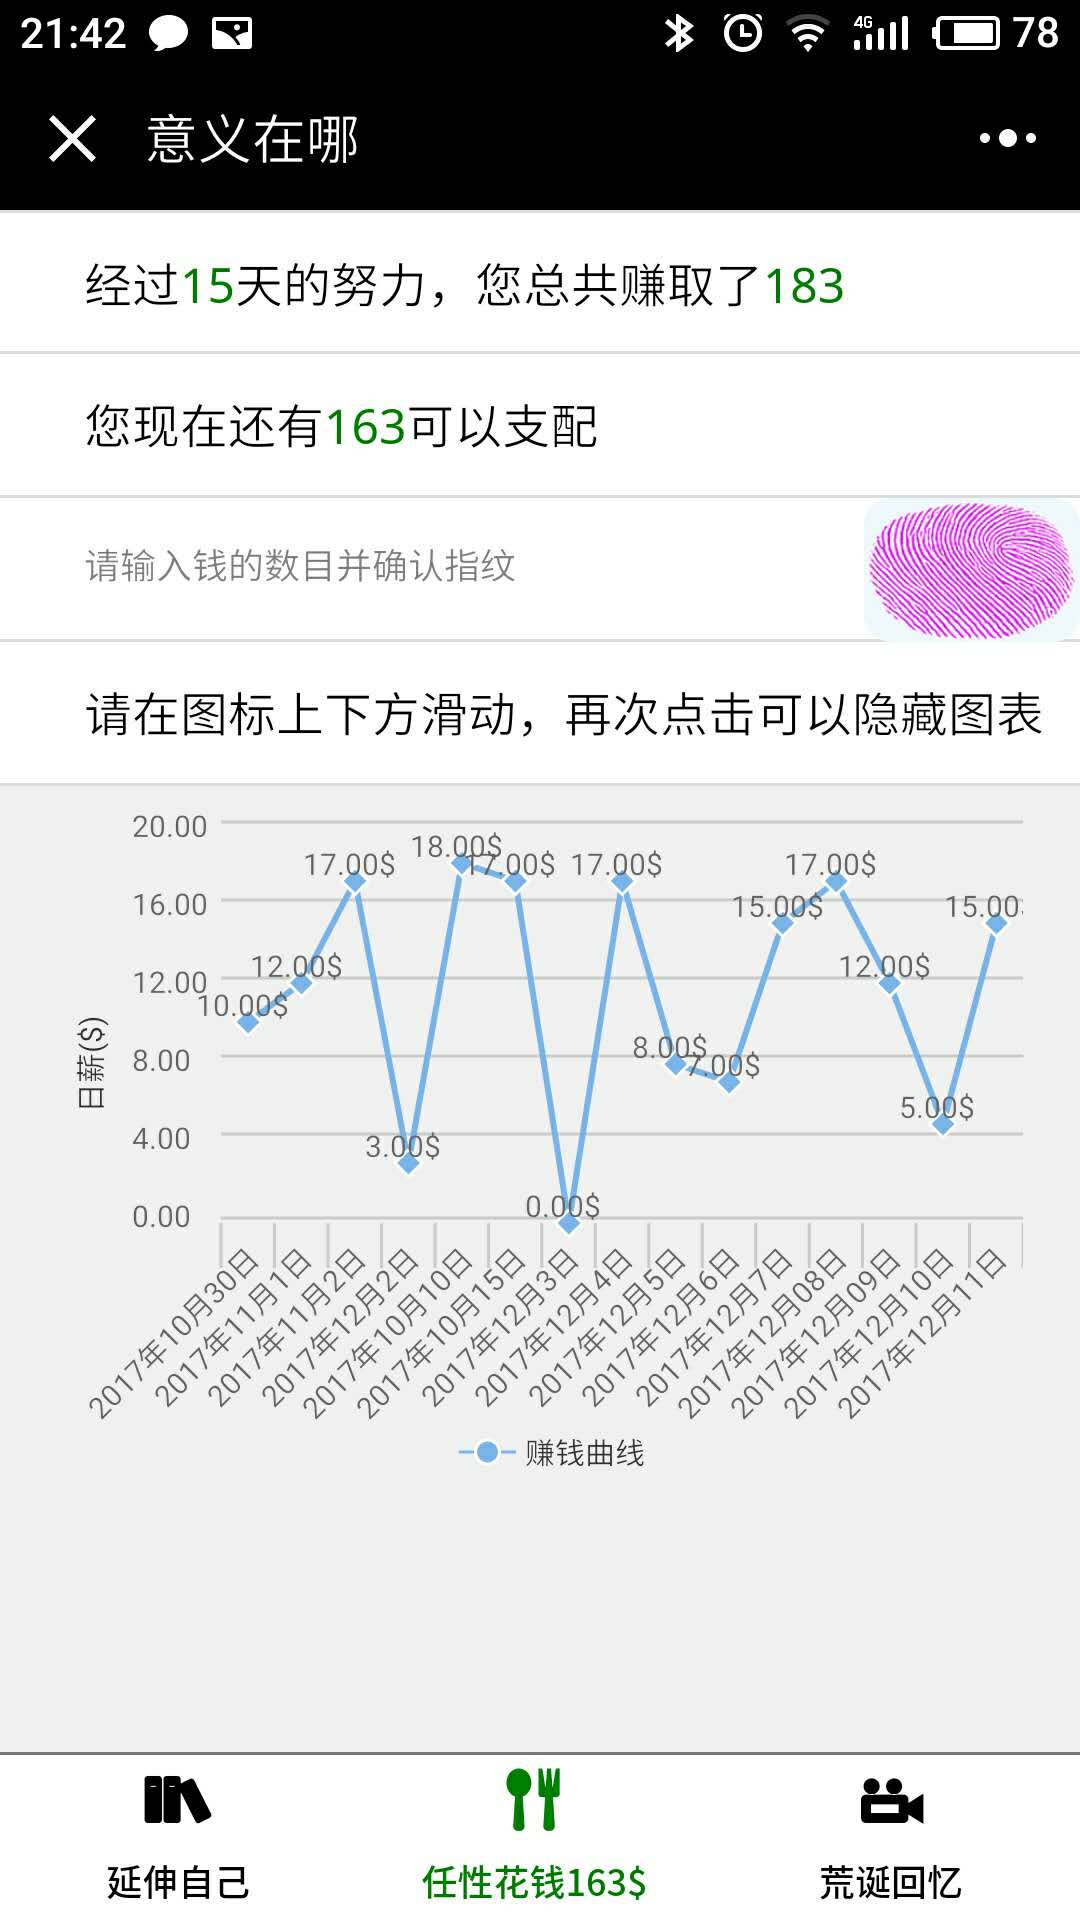 21:42 4G 78
意义在哪
经过15天的努力，您总共赚取了183
您现在还有163可以支配
请输入钱的数目并确认指纹
请在图标上下方滑动，再次点击可以隐藏图表
日薪($)
20.00
16.00
12.00
8.00
4.00
0.00
10.00$
12.00$
17.00$
3.00$
18.00$
17.00$
0.00$
17.00$
8.00$
7.00$
15.00$
17.00$
12.00$
5.00$
15.00
2017年10月30日
2017年11月1日
2017年11月2日
2017年12月2日
2017年10月10日
2017年10月15日
2017年12月3日
2017年12月4日
2017年12月5日
2017年12月6日
2017年12月7日
2017年12月08日
2017年12月09日
2017年12月10日
2017年12月11日
赚钱曲线
延伸自己 任性花钱163$ 荒诞回忆